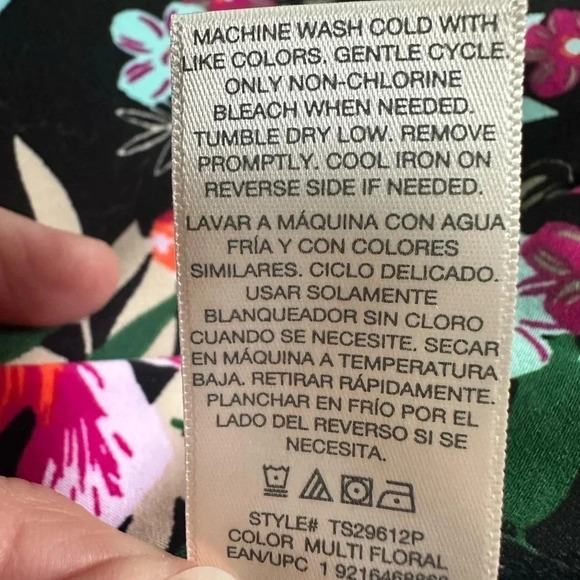 MACHINE WASH COLD WITH
LIKE COLORS. GENTLE CYCLE
ONLY NON-CHLORINE
BLEACH WHEN NEEDED.
TUMBLE DRY LOW. REMOVE
PROMPTLY. COOL IRON ON
REVERSE SIDE IF NEEDED.
LAVAR A MÁQUINA CON AGUA
FRÍA Y CON COLORES
SIMILARES. CICLO DELICADO.
USAR SOLAMENTE
BLANQUEADOR SIN CLORO
CUANDO SE NECESITE. SECAR
EN MÁQUINA A TEMPERATURA
BAJA. RETIRAR RÁPIDAMENTE.
PLANCHAR EN FRÍO POR EL
LADO DEL REVERSO SI SE
NECESITA.
STYLE# TS29612P
COLOR MULTI FLORAL
EAN/UPC 1